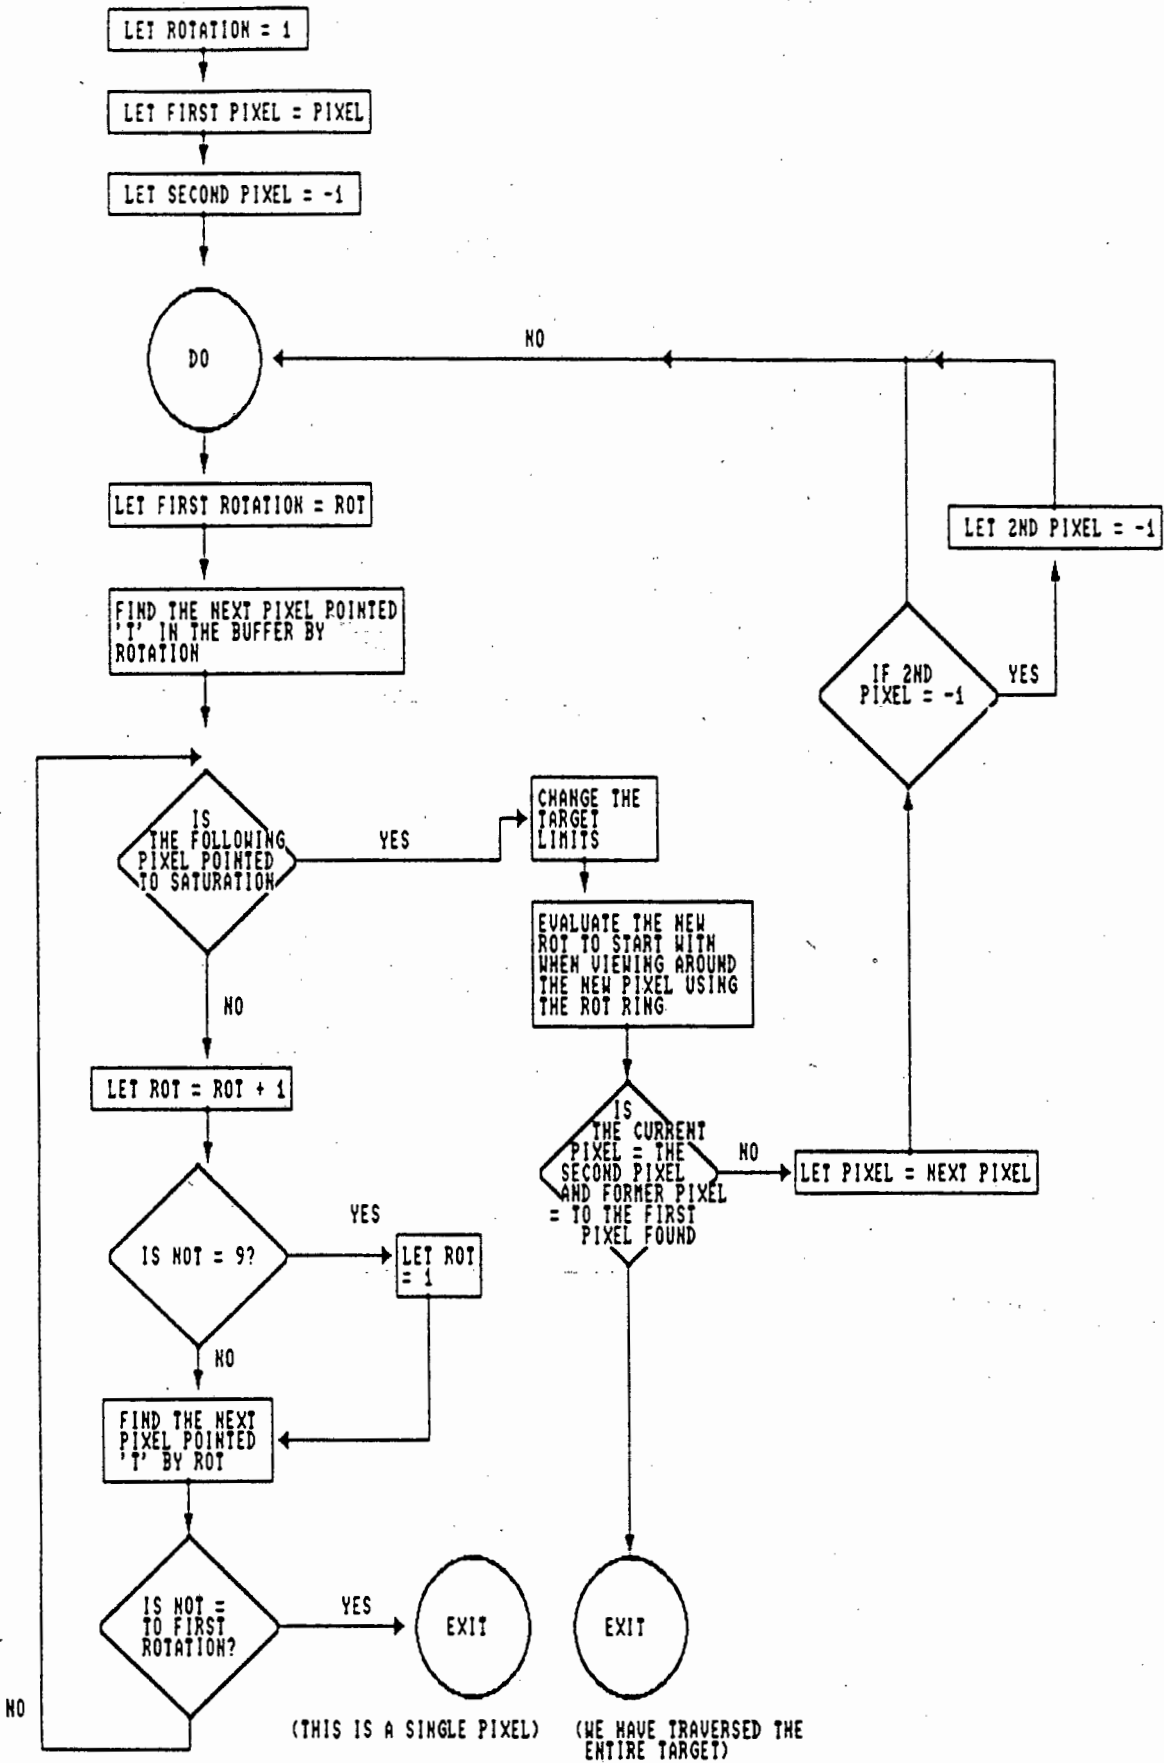 LET ROTATION = 1
LET FIRST PIXEL = PIXEL
LET SECOND PIXEL = -1
DO
NO
LET FIRST ROTATION = ROT
LET 2ND PIXEL = -1
FIND THE NEXT PIXEL POINTED
'T' IN THE BUFFER BY
ROTATION
IF 2ND
PIXEL = -1
YES
IS
THE FOLLOWING
PIXEL POINTED
TO SATURATION
YES
CHANGE THE
TARGET
LIMITS
EVALUATE THE NEW
ROT TO START WITH
WHEN VIEWING AROUND
THE NEW PIXEL USING
THE ROT RING
NO
LET ROT = ROT + 1
IS
THE CURRENT
PIXEL = THE
SECOND PIXEL
AND FORMER PIXEL
= TO THE FIRST
PIXEL FOUND
NO
LET PIXEL = NEXT PIXEL
IS NOT = 9?
YES
LET ROT
= 1
NO
FIND THE NEXT
PIXEL POINTED
'T' BY ROT
IS NOT =
TO FIRST
ROTATION?
YES
EXIT
EXIT
NO
(THIS IS A SINGLE PIXEL)
(WE HAVE TRAVERSED THE
ENTIRE TARGET)